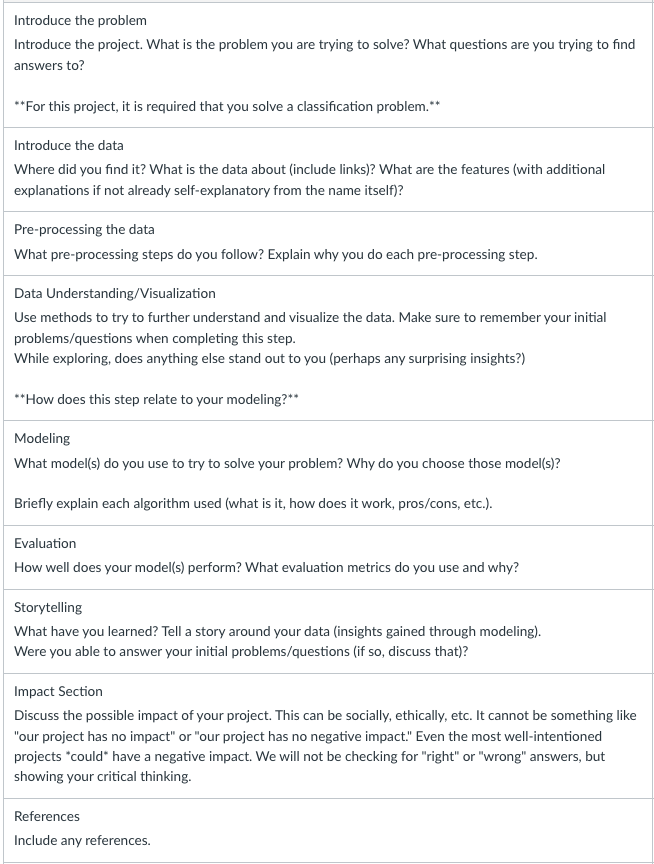 Introduce the problem
Introduce the project. What is the problem you are trying to solve? What questions are you trying to find
answers to?
**For this project, it is required that you solve a classification problem.**
Introduce the data
Where did you find it? What is the data about (include links)? What are the features (with additional
explanations if not already self-explanatory from the name itself)?
Pre-processing the data
What pre-processing steps do you follow? Explain why you do each pre-processing step.
Data Understanding/Visualization
Use methods to try to further understand and visualize the data. Make sure to remember your initial
problems/questions when completing this step.
While exploring, does anything else stand out to you (perhaps any surprising insights?)
**How does this step relate to your modeling?**
Modeling
What model(s) do you use to try to solve your problem? Why do you choose those model(s)?
Briefly explain each algorithm used (what is it, how does it work, pros/cons, etc.).
Evaluation
How well does your model(s) perform? What evaluation metrics do you use and why?
Storytelling
What have you learned? Tell a story around your data (insights gained through modeling).
Were you able to answer your initial problems/questions (if so, discuss that)?
Impact Section
Discuss the possible impact of your project. This can be socially, ethically, etc. It cannot be something like
"our project has no impact" or "our project has no negative impact." Even the most well-intentioned
projects *could* have a negative impact. We will not be checking for "right" or "wrong" answers, but
showing your critical thinking.
References
Include any references.